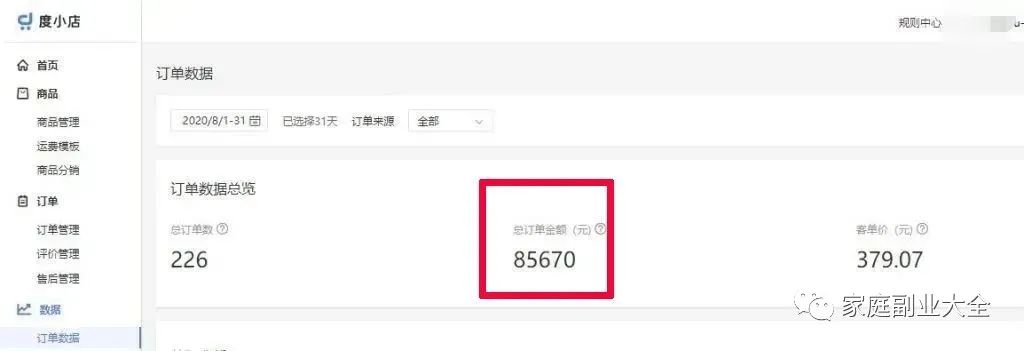 度小店
规则中心
u-
首页
商品
商品管理
运费模板
商品分销
订单
订单管理
评价管理
售后管理
数据
订单数据
订单数据
2020/8/1-31 已选择31天 订单来源 全部
订单数据总览
总订单数 总订单金额 (元) 客单价 (元)
226 85670 379.07
家庭副业大全